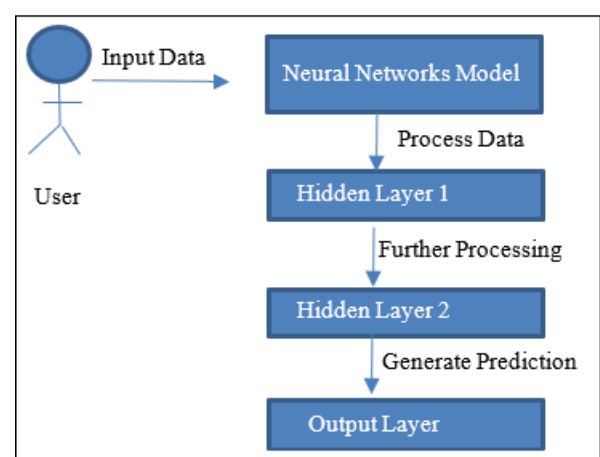 Input Data
Neural Networks Model
Process Data
User
Hidden Layer 1
Further Processing
Hidden Layer 2
Generate Prediction
Output Layer